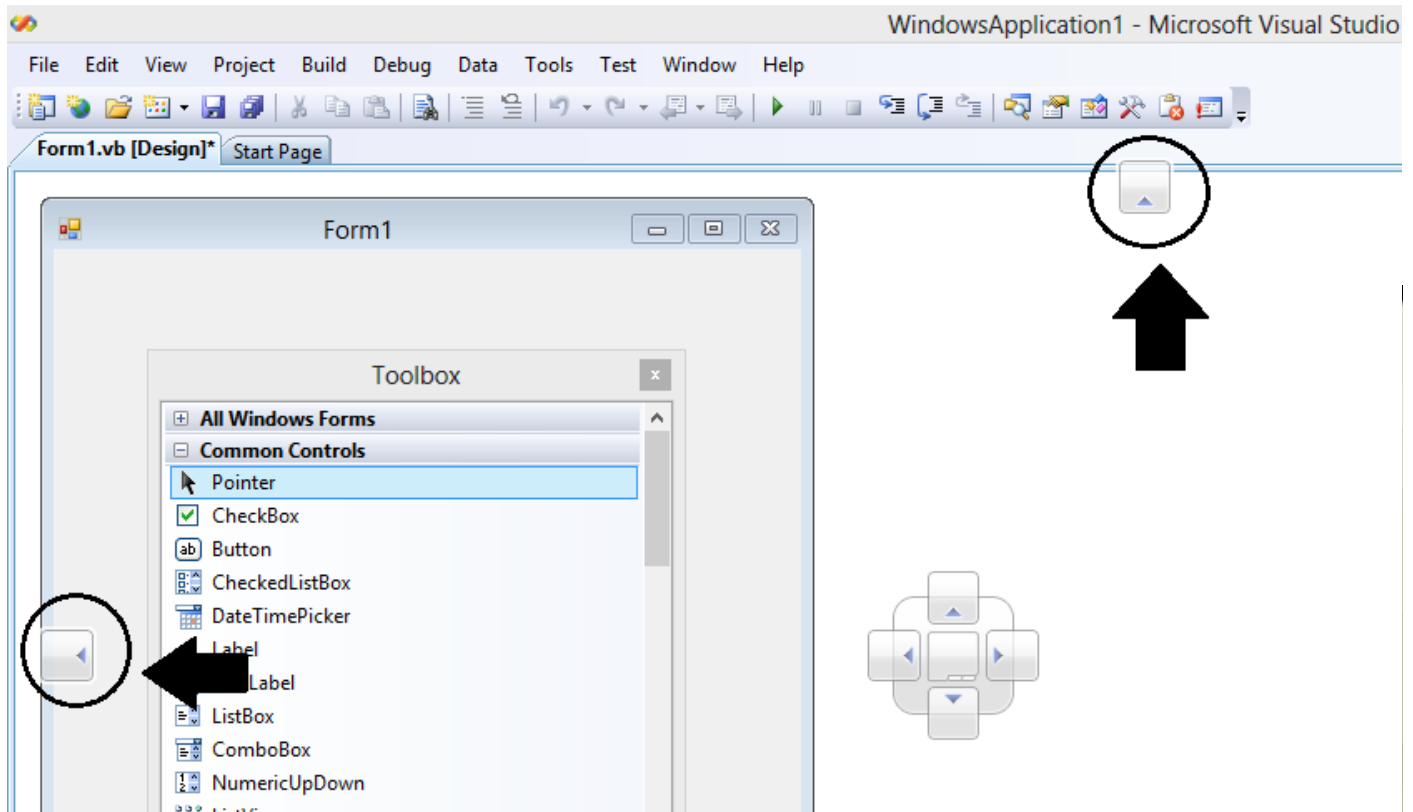 WindowsApplication1 - Microsoft Visual Studio
File Edit View Project Build Debug Data Tools Test Window Help
Form1.vb [Design]* Start Page
Form1
Toolbox
x
All Windows Forms
Common Controls
Pointer
CheckBox
ab Button
CheckedListBox
DateTimePicker
Label
Label
ListBox
ComboBox
NumericUpDown